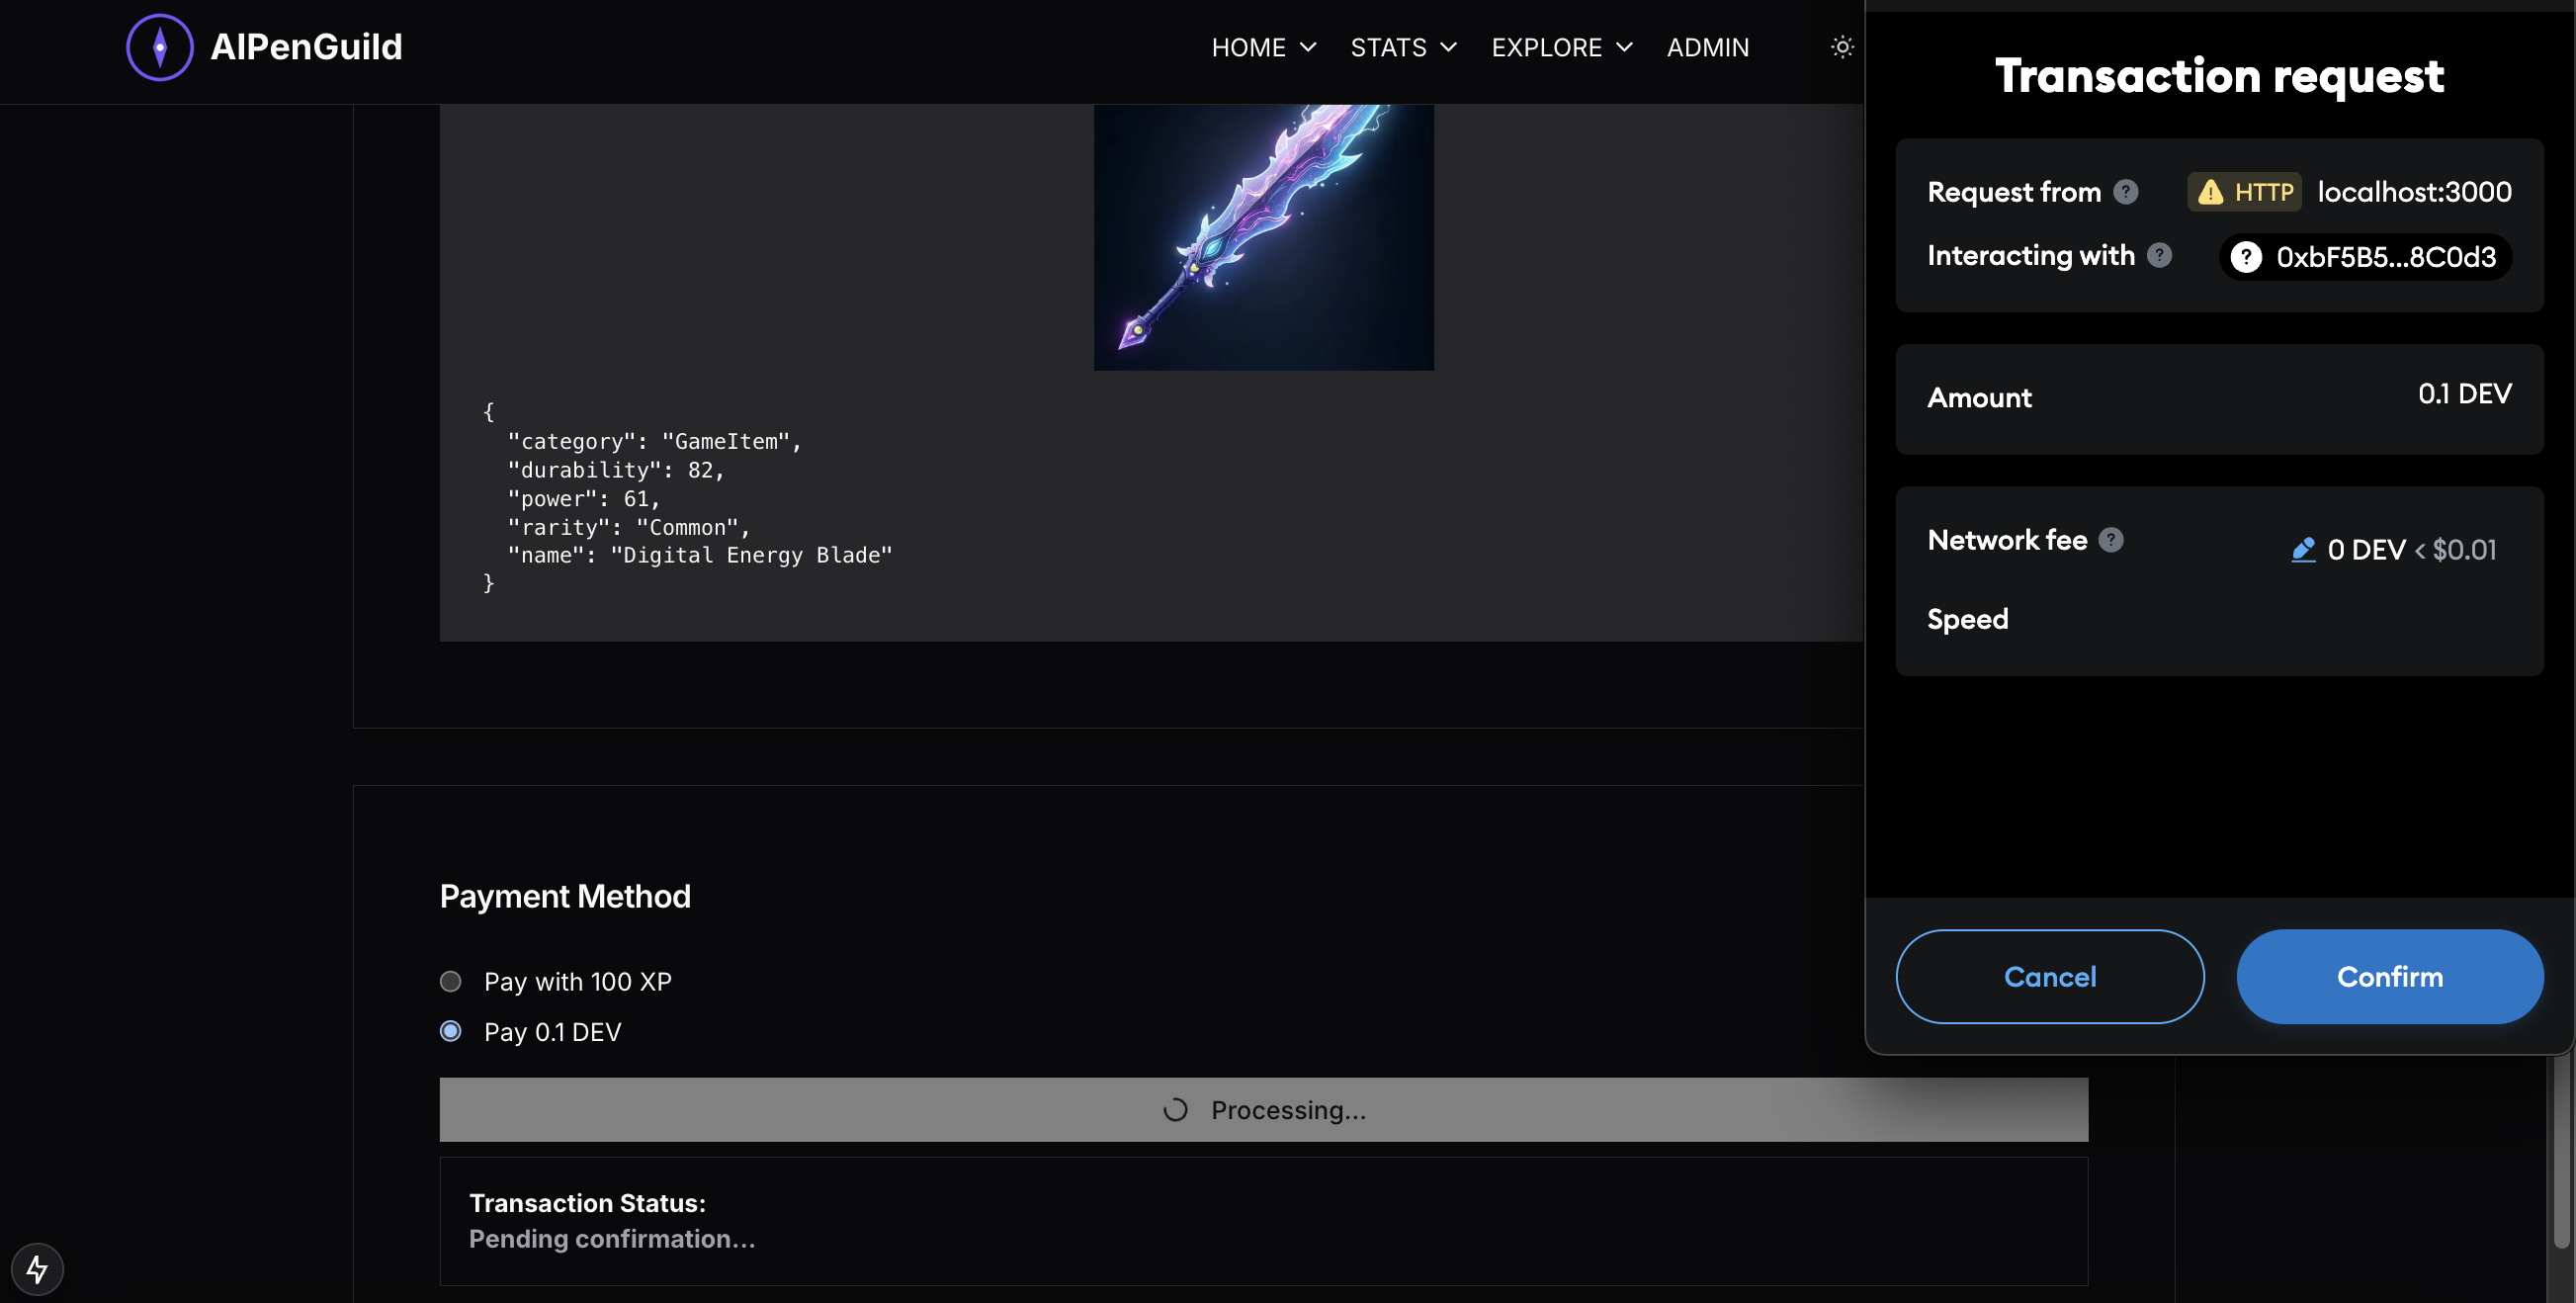 AIPenGuild
HOME
STATS
EXPLORE
ADMIN
{
"category": "GameItem",
"durability": 82,
"power": 61,
"rarity": "Common",
"name": "Digital Energy Blade"
}
Payment Method
Pay with 100 XP
Pay 0.1 DEV
Processing...
Transaction Status:
Pending confirmation...
Transaction request
Request from ? HTTP localhost:3000
Interacting with ? ? 0xbF5B5...8C0d3
Amount 0.1 DEV
Network fee ? 0 DEV < $0.01
Speed
Cancel
Confirm